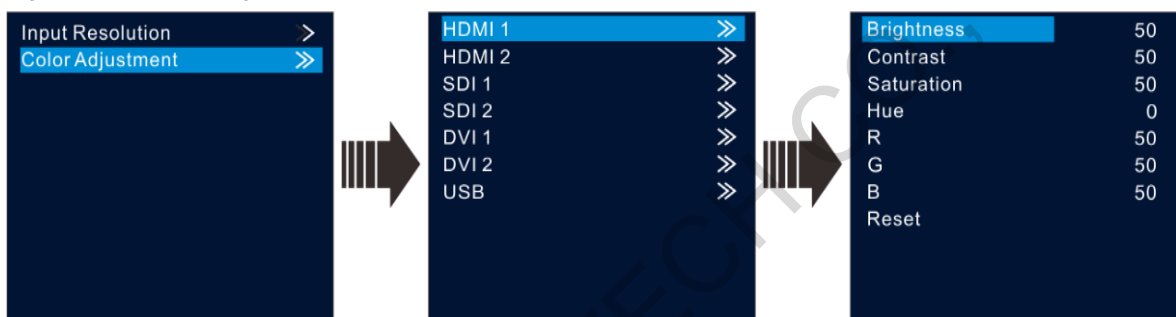 Input Resolution
Color Adjustment
HDMI 1
HDMI 2
SDI 1
SDI 2
DVI 1
DVI 2
USB
Brightness 50
Contrast 50
Saturation 50
Hue 0
R 50
G 50
B 50
Reset